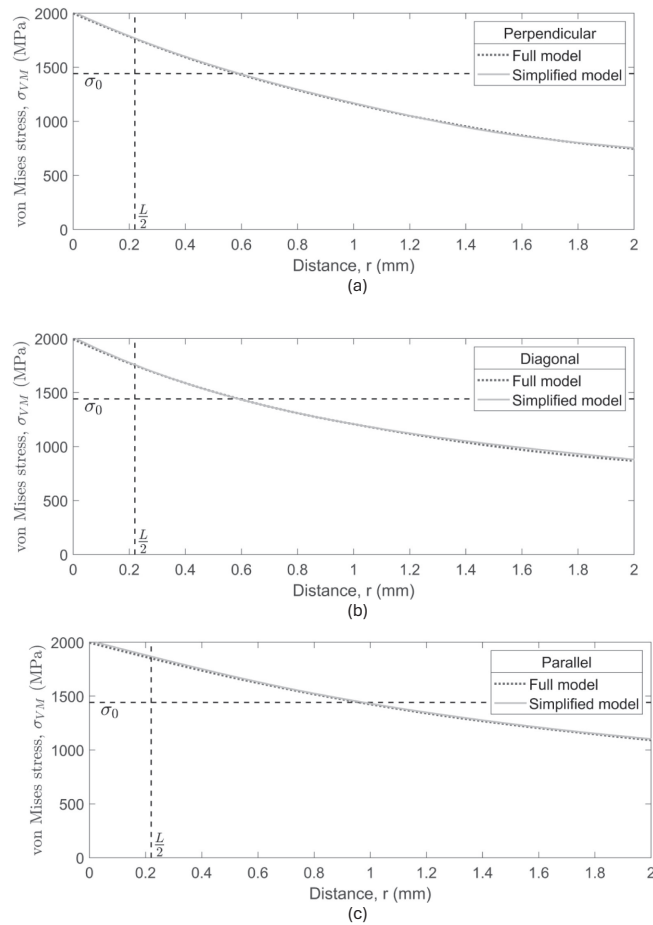 von Mises stress, σ_VM (MPa)
2000
1500
1000
500
0
σ₀
L/2
Perpendicular
Full model
Simplified model
0 0.2 0.4 0.6 0.8 1 1.2 1.4 1.6 1.8 2
Distance, r (mm)
(a)
von Mises stress, σ_VM (MPa)
2000
1500
1000
500
0
σ₀
L/2
Diagonal
Full model
Simplified model
0 0.2 0.4 0.6 0.8 1 1.2 1.4 1.6 1.8 2
Distance, r (mm)
(b)
von Mises stress, σ_VM (MPa)
2000
1500
1000
500
0
σ₀
L/2
Parallel
Full model
Simplified model
0 0.2 0.4 0.6 0.8 1 1.2 1.4 1.6 1.8 2
Distance, r (mm)
(c)